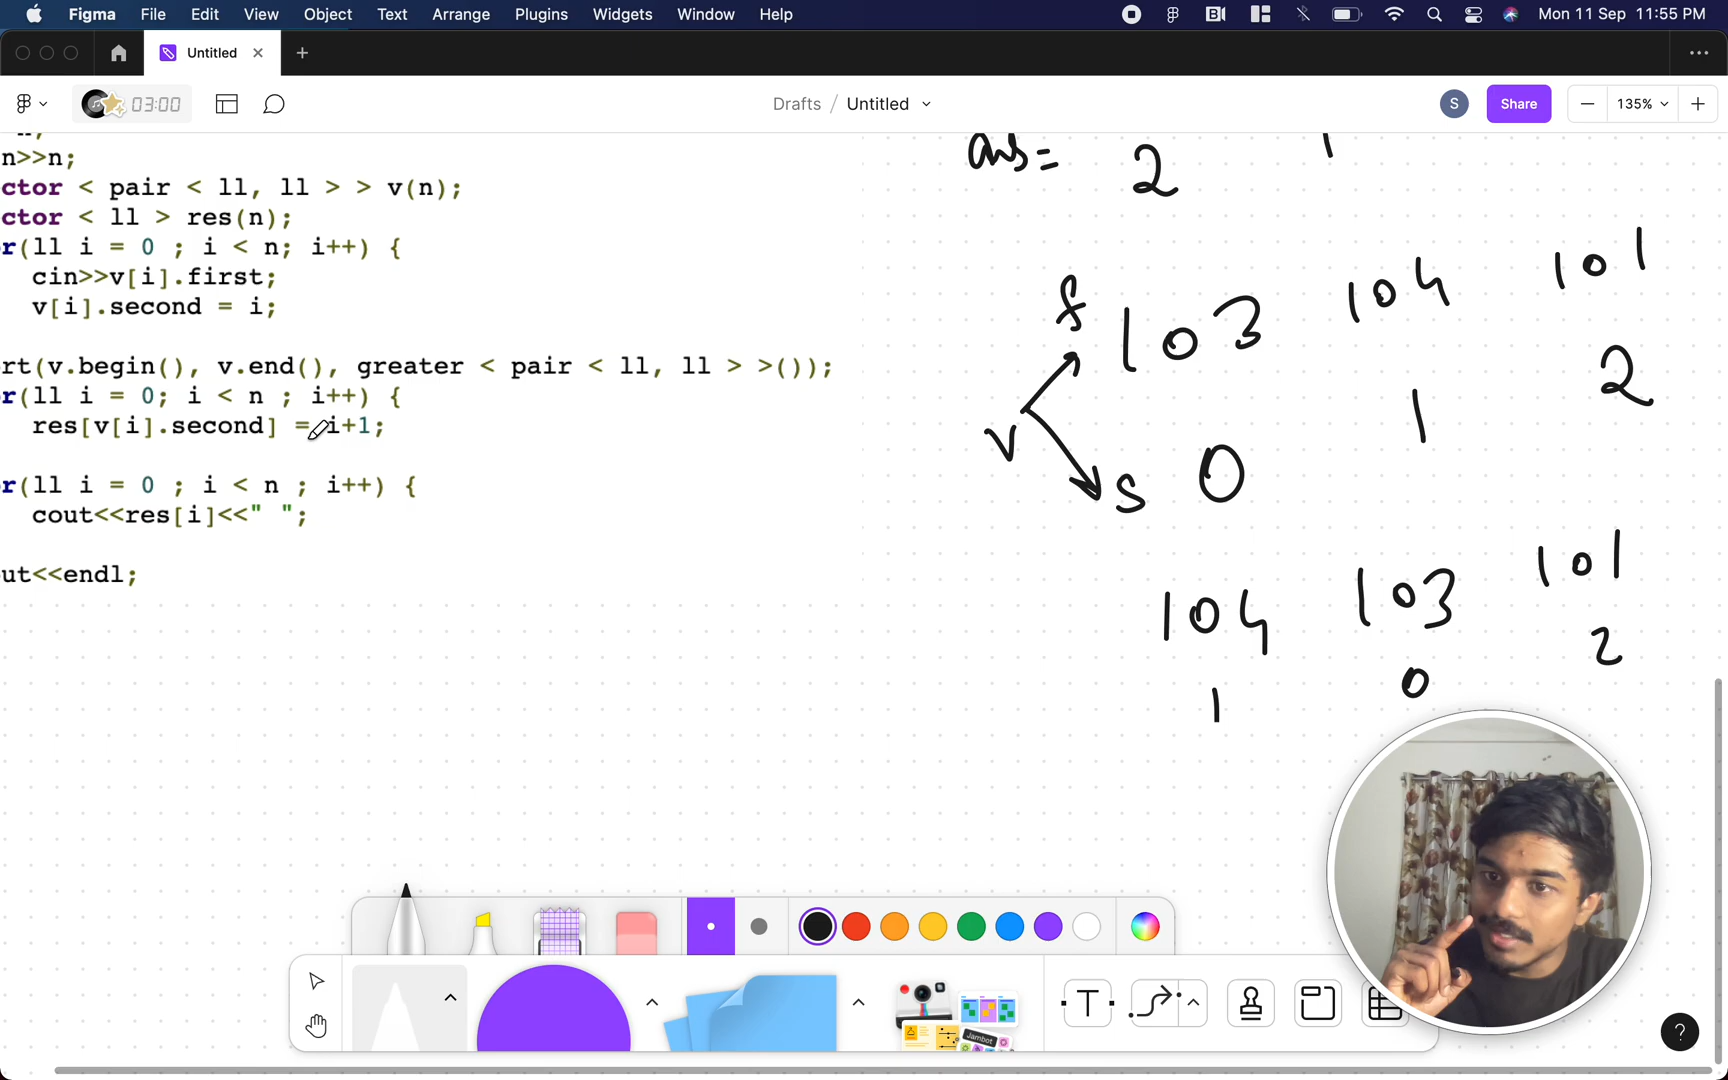 Figma File Edit View Object Text Arrange Plugins Widgets Window Help Mon 11 Sep 11:55 PM
Untitled
03:00 Drafts / Untitled S Share 135%
n>>n;
ctor < pair < ll, ll > > v(n);
ctor < ll > res(n);
r(ll i = 0 ; i < n; i++) {
cin>>v[i].first;
v[i].second = i;
rt(v.begin(), v.end(), greater < pair < ll, ll > >());
r(ll i = 0; i < n ; i++) {
res[v[i].second] = i+1;
r(ll i = 0 ; i < n ; i++) {
cout<<res[i]<<" ";
ut<<endl;
ans = 2 1
f 103 104 101
v
s 0 1 2
104 103 101
1 0 2
T
Jambot
?